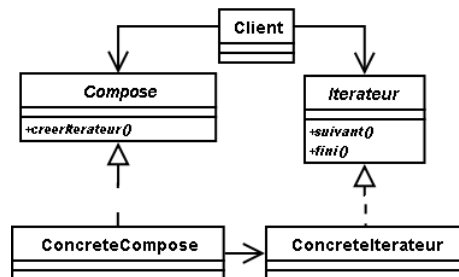 Client
Compose
+creerIterateur()
Iterateur
+suivant()
+fini()
ConcreteCompose
ConcreteIterateur